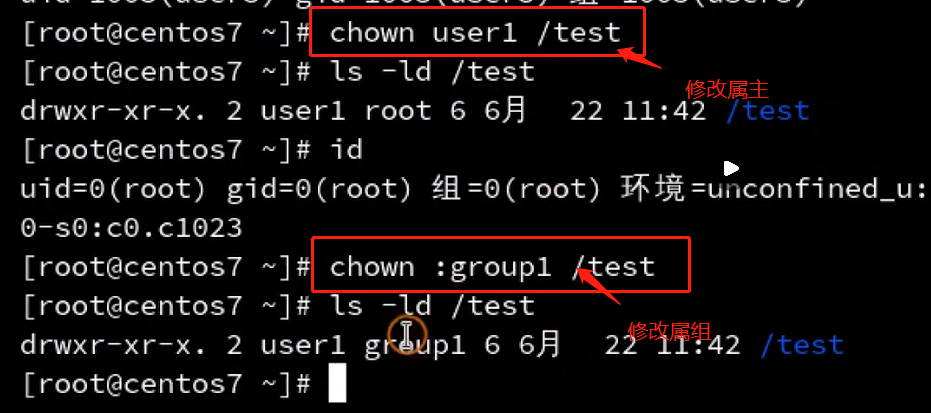 [root@centos7 ~]# chown user1 /test
[root@centos7 ~]# ls -ld /test
修改属主
drwxr-xr-x. 2 user1 root 6 6月 22 11:42 /test
[root@centos7 ~]# id
uid=0(root) gid=0(root) 组=0(root) 环境=unconfined_u:
0-s0:c0.c1023
[root@centos7 ~]# chown :group1 /test
[root@centos7 ~]# ls -ld /test
修改属组
drwxr-xr-x. 2 user1 group1 6 6月 22 11:42 /test
[root@centos7 ~]#